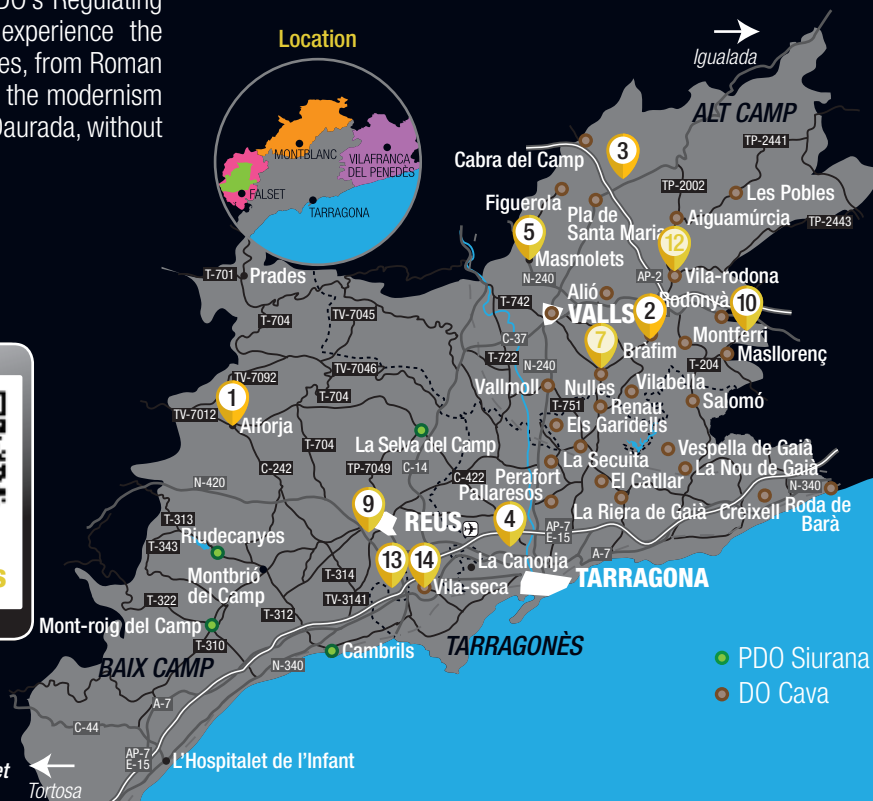 DO's Regulating
experience the
es, from Roman
the modernism
Daurada, without
Location
MONTBLANC
VILAFRANCA
DEL PENEDÈS
FALSET
TARRAGONA
Igualada
ALT CAMP
TP-2441
Cabra del Camp
3
TP-2002
Les Pobles
Figuerola
Pla de
Santa Maria
Aiguamúrcia
TP-2443
5
12
Masmolets
N-240
AP-2
Vila-rodona
T-701
Prades
T-742
Alió
VALLS
2
Rodonyà
10
T-704
TV-7045
C-37
7
Bràfim
Montferri
Masllorenç
T-722
N-240
T-204
TV-7046
TV-7092
T-704
Vallmoll
Nulles
Vilabella
1
TV-7012
Alforja
T-751
Renau
Salomó
Els Garidells
T-704
La Selva del Camp
C-242
TP-7049
C-14
C-422
La Secuita
Vespella de Gaià
La Nou de Gaià
N-420
Perafort
Pallaresos
El Catllar
N-340
9
REUS
4
La Riera de Gaià
Creixell
Roda de
Barà
T-313
T-343
Riudecanyes
AP-7
E-15
A-7
13
14
La Canonja
Montbrió
del Camp
T-314
TARRAGONA
T-322
TV-3141
Vila-seca
T-312
Mont-roig del Camp
T-310
Cambrils
TARRAGONÈS
BAIX CAMP
N-340
PDO Siurana
DO Cava
A-7
C-44
AP-7
E-15
L'Hospitalet de l'Infant
et
Tortosa
s